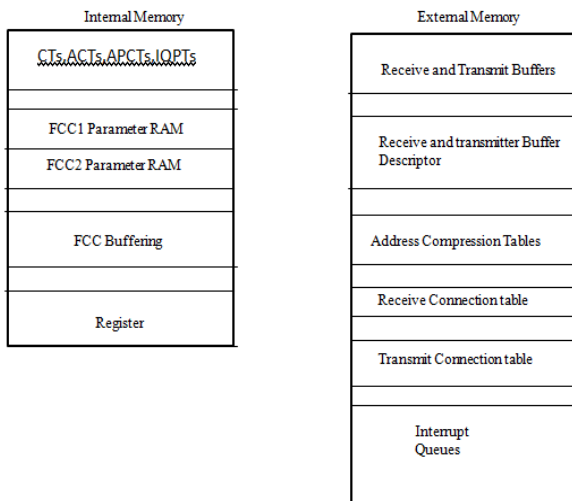 Internal Memory
CTs,ACTs,APCTs,IQPTs
FCC1 Parameter RAM
FCC2 Parameter RAM
FCC Buffering
Register
External Memory
Receive and Transmit Buffers
Receive and transmitter Buffer
Descriptor
Address Compression Tables
Receive Connection table
Transmit Connection table
Interrupt
Queues